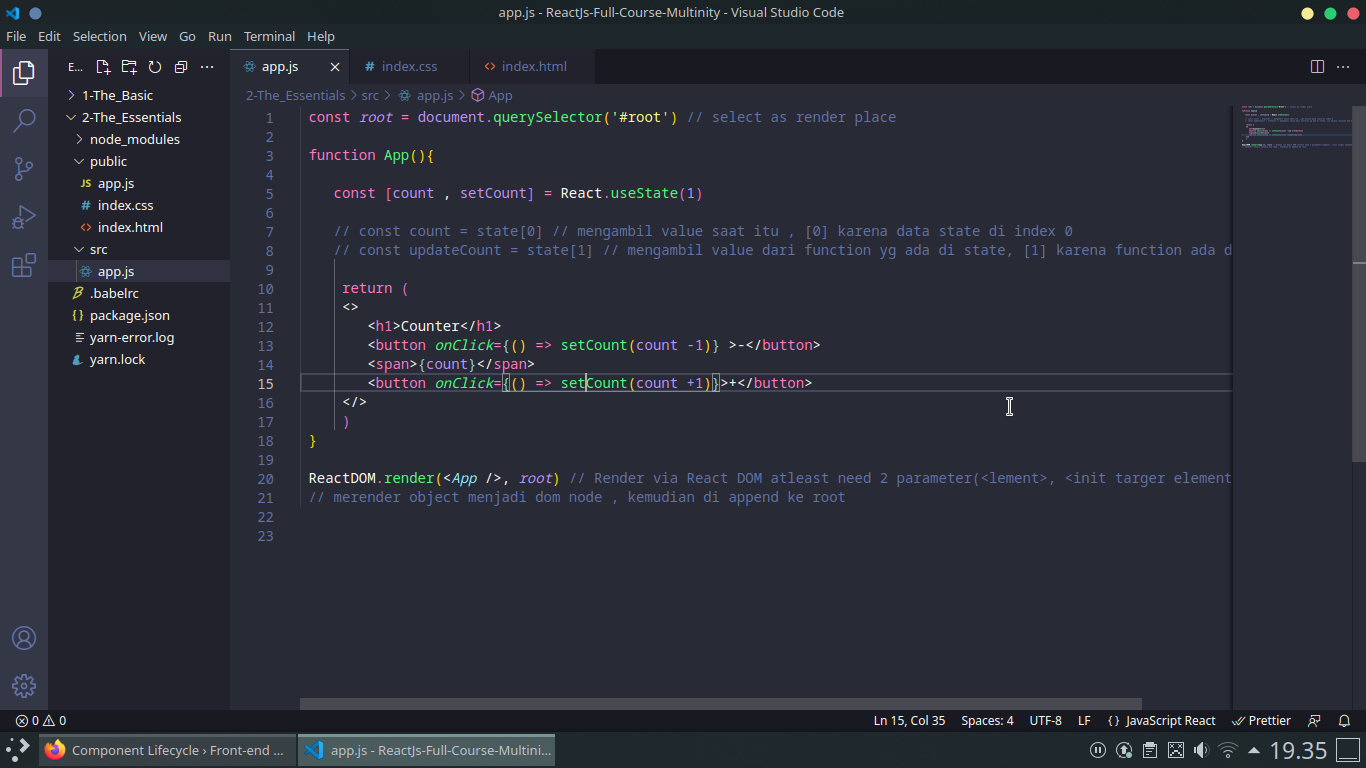 app.js - ReactJs-Full-Course-Multinity - Visual Studio Code
File Edit Selection View Go Run Terminal Help
E...
app.js
index.css
index.html
1-The_Basic
2-The_Essentials
node_modules
public
JS app.js
# index.css
<> index.html
src
app.js
.babelrc
package.json
yarn-error.log
yarn.lock
2-The_Essentials > src > app.js > App
1 const root = document.querySelector('#root') // select as render place
2
3 function App(){
4
5 const [count , setCount] = React.useState(1)
6
7 // const count = state[0] // mengambil value saat itu , [0] karena data state di index 0
8 // const updateCount = state[1] // mengambil value dari function yg ada di state, [1] karena function ada d
9
10 return (
11 <>
12 <h1>Counter</h1>
13 <button onClick={() => setCount(count -1)} >-</button>
14 <span>{count}</span>
15 <button onClick={() => setCount(count +1)}>+</button>
16 </>
17 )
18 }
19
20 ReactDOM.render(<App />, root) // Render via React DOM atleast need 2 parameter(<lement>, <init targer element
21 // merender object menjadi dom node , kemudian di append ke root
22
23
0 0
Ln 15, Col 35 Spaces: 4 UTF-8 LF {} JavaScript React Prettier
Component Lifecycle › Front-end ...
app.js - ReactJs-Full-Course-Multini...
19.35